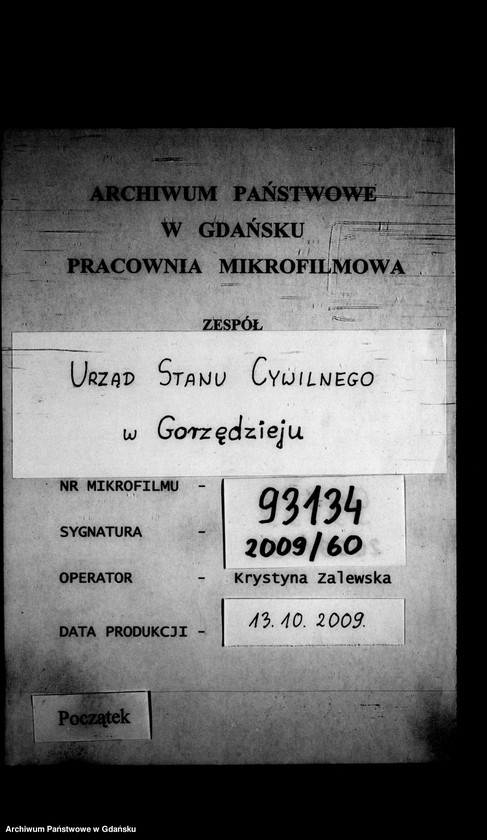 ARCHIWUM PAŃSTWOWE
W GDAŃSKU
PRACOWNIA MIKROFILMOWA
ZESPÓŁ
URZĄD STANU CYWILNEGO
w Gorzędzieju
NR MIKROFILMU - 93134
SYGNATURA - 2009/60
OPERATOR - Krystyna Zalewska
DATA PRODUKCJI - 13.10.2009.
Początek
Archiwum Państwowe w Gdańsku